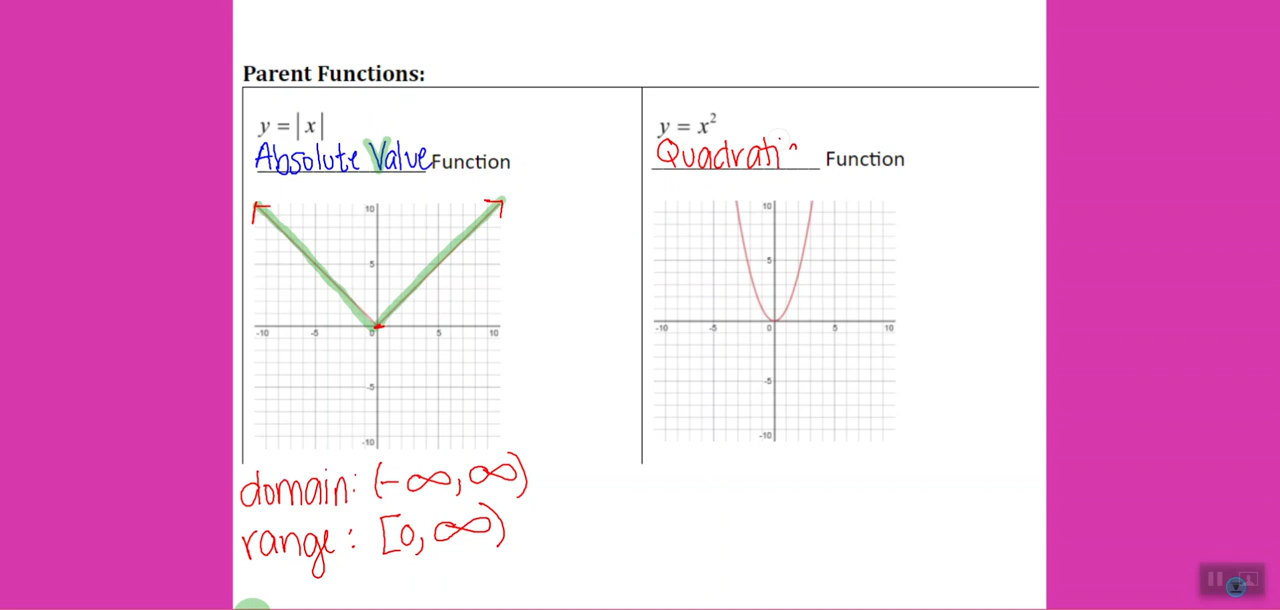 Parent Functions:
y = |x|
Absolute Value Function
10
5
-10 -5 0 5 10
-5
-10
domain: (-∞, ∞)
range: [0, ∞)
y = x²
Quadrati Function
10
5
-10 -5 0 5 10
-5
-10